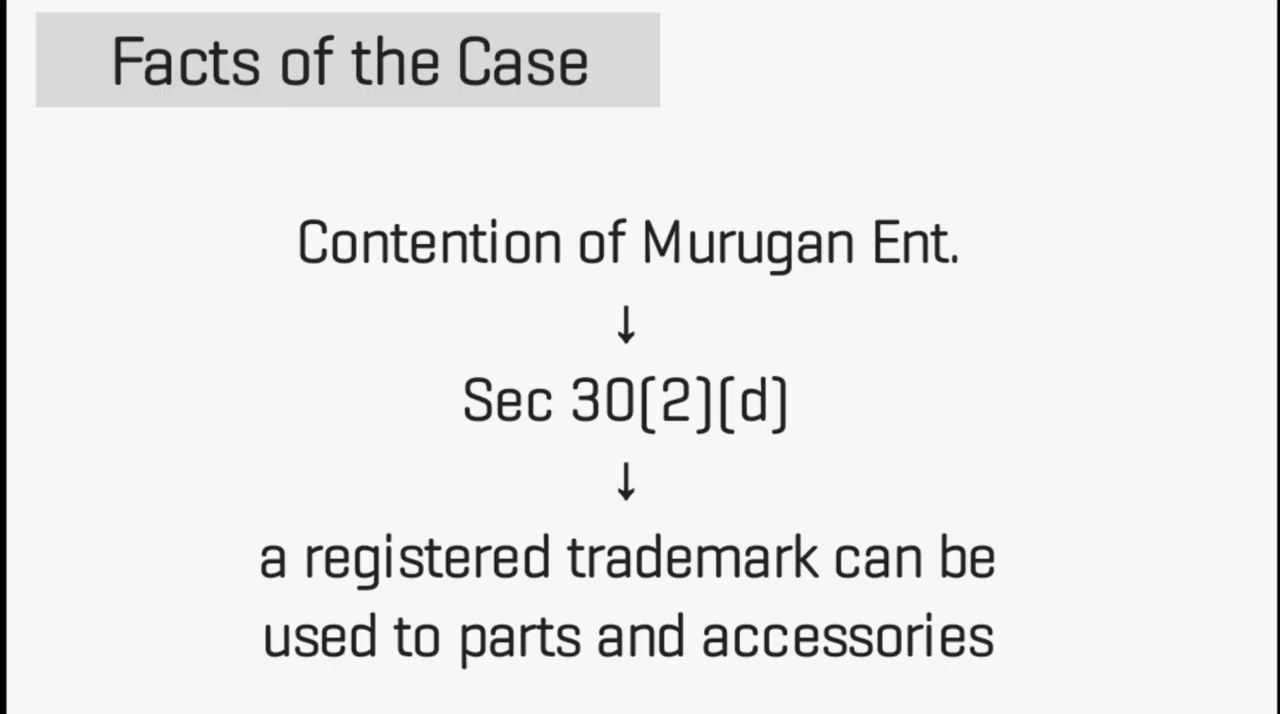 Facts of the Case
Contention of Murugan Ent.
↓
Sec 30(2)(d)
↓
a registered trademark can be
used to parts and accessories